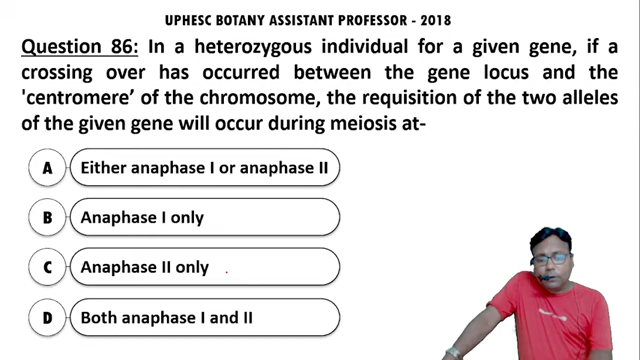 UPHESC BOTANY ASSISTANT PROFESSOR - 2018
Question 86: In a heterozygous individual for a given gene, if a
crossing over has occurred between the gene locus and the
'centromere’ of the chromosome, the requisition of the two alleles
of the given gene will occur during meiosis at-
A Either anaphase I or anaphase II
B Anaphase I only
C Anaphase II only
D Both anaphase I and II